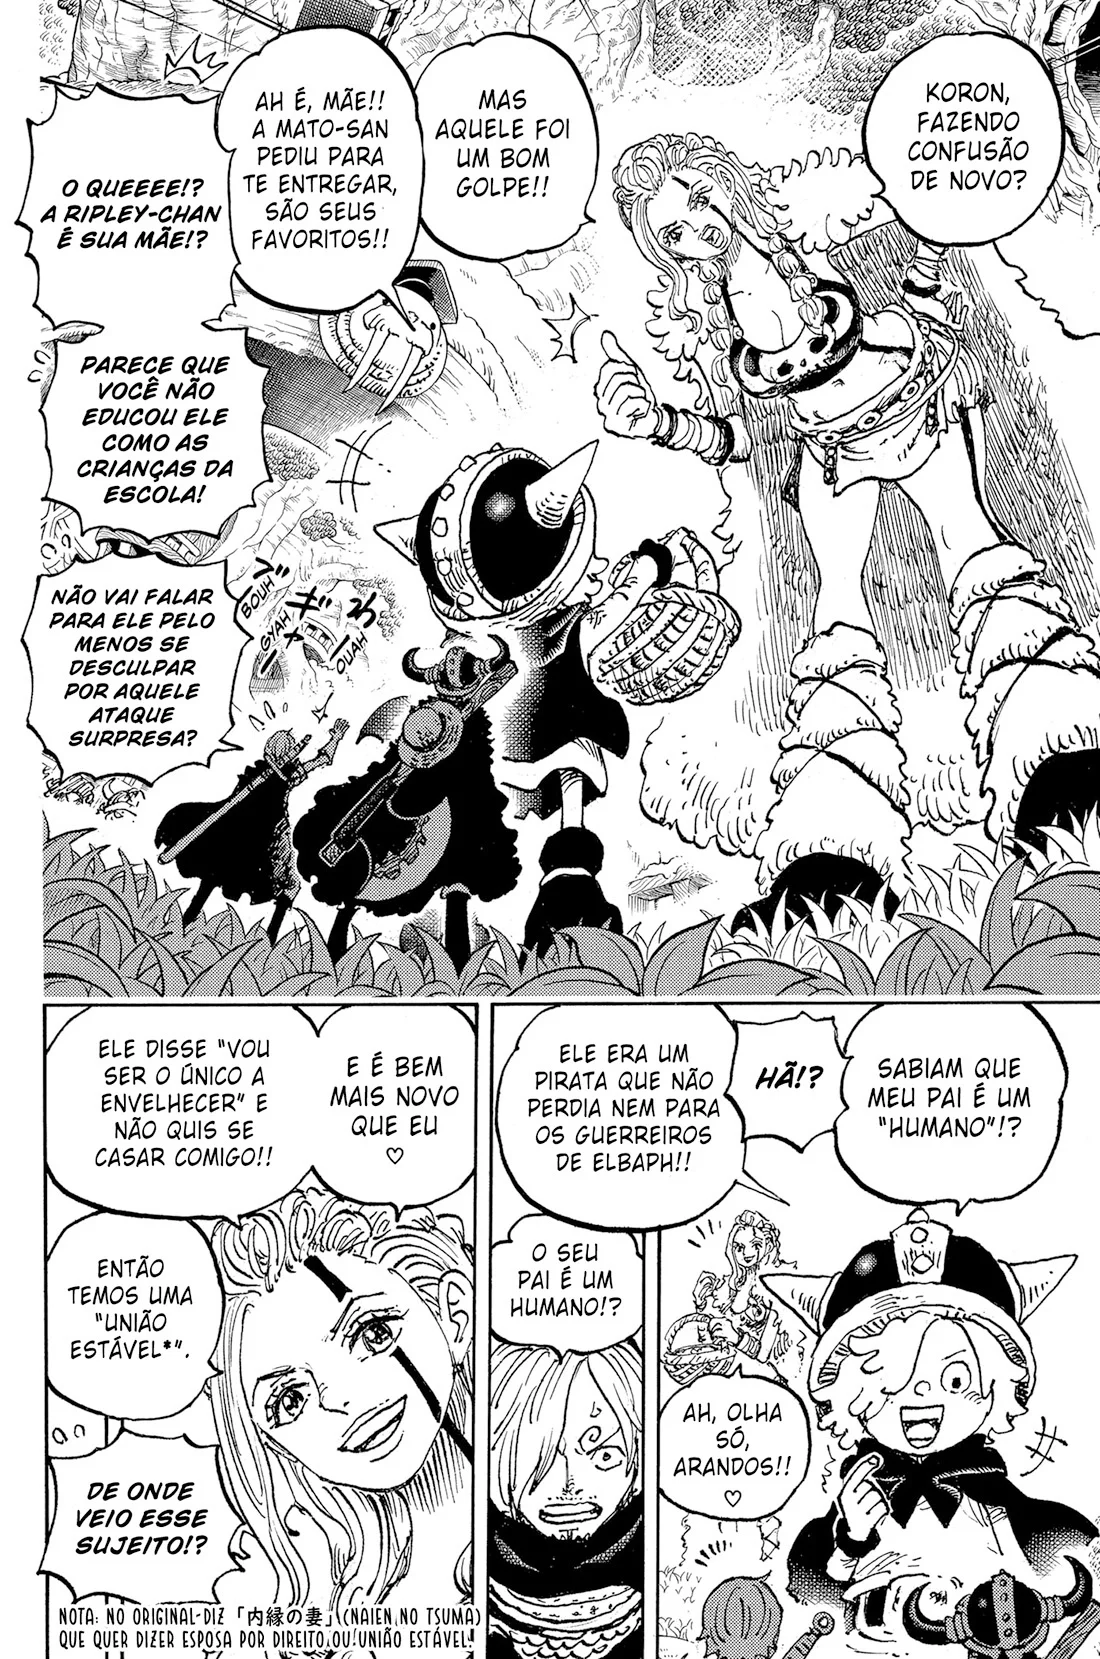 KORON,
FAZENDO
CONFUSÃO
DE NOVO?
MAS
AQUELE FOI
UM BOM
GOLPE!!
AH É, MÃE!!
A MATO-SAN
PEDIU PARA
TE ENTREGAR,
SÃO SEUS
FAVORITOS!!
O QUEEEE!?
A RIPLEY-CHAN
É SUA MÃE!?
PARECE QUE
VOCÊ NÃO
EDUCOU ELE
COMO AS
CRIANÇAS DA
ESCOLA!
NÃO VAI FALAR
PARA ELE PELO
MENOS SE
DESCULPAR
POR AQUELE
ATAQUE
SURPRESA?
BOUH
GYAH
OUAH
SABIAM QUE
MEU PAI É UM
"HUMANO"!?
HÃ!?
ELE ERA UM
PIRATA QUE NÃO
PERDIA NEM PARA
OS GUERREIROS
DE ELBAPH!!
AH, OLHA
SÓ,
ARANDOS!!
♡
O SEU
PAI É UM
HUMANO!?
E É BEM
MAIS NOVO
QUE EU
♡
ELE DISSE "VOU
SER O ÚNICO A
ENVELHECER" E
NÃO QUIS SE
CASAR COMIGO!!
ENTÃO
TEMOS UMA
"UNIÃO
ESTÁVEL*".
DE ONDE
VEIO ESSE
SUJEITO!?
NOTA: NO ORIGINAL-DIZ「内縁の妻」(NAIEN NO TSUMA)
QUE QUER DIZER ESPOSA POR DIREITO OU UNIÃO ESTÁVEL.